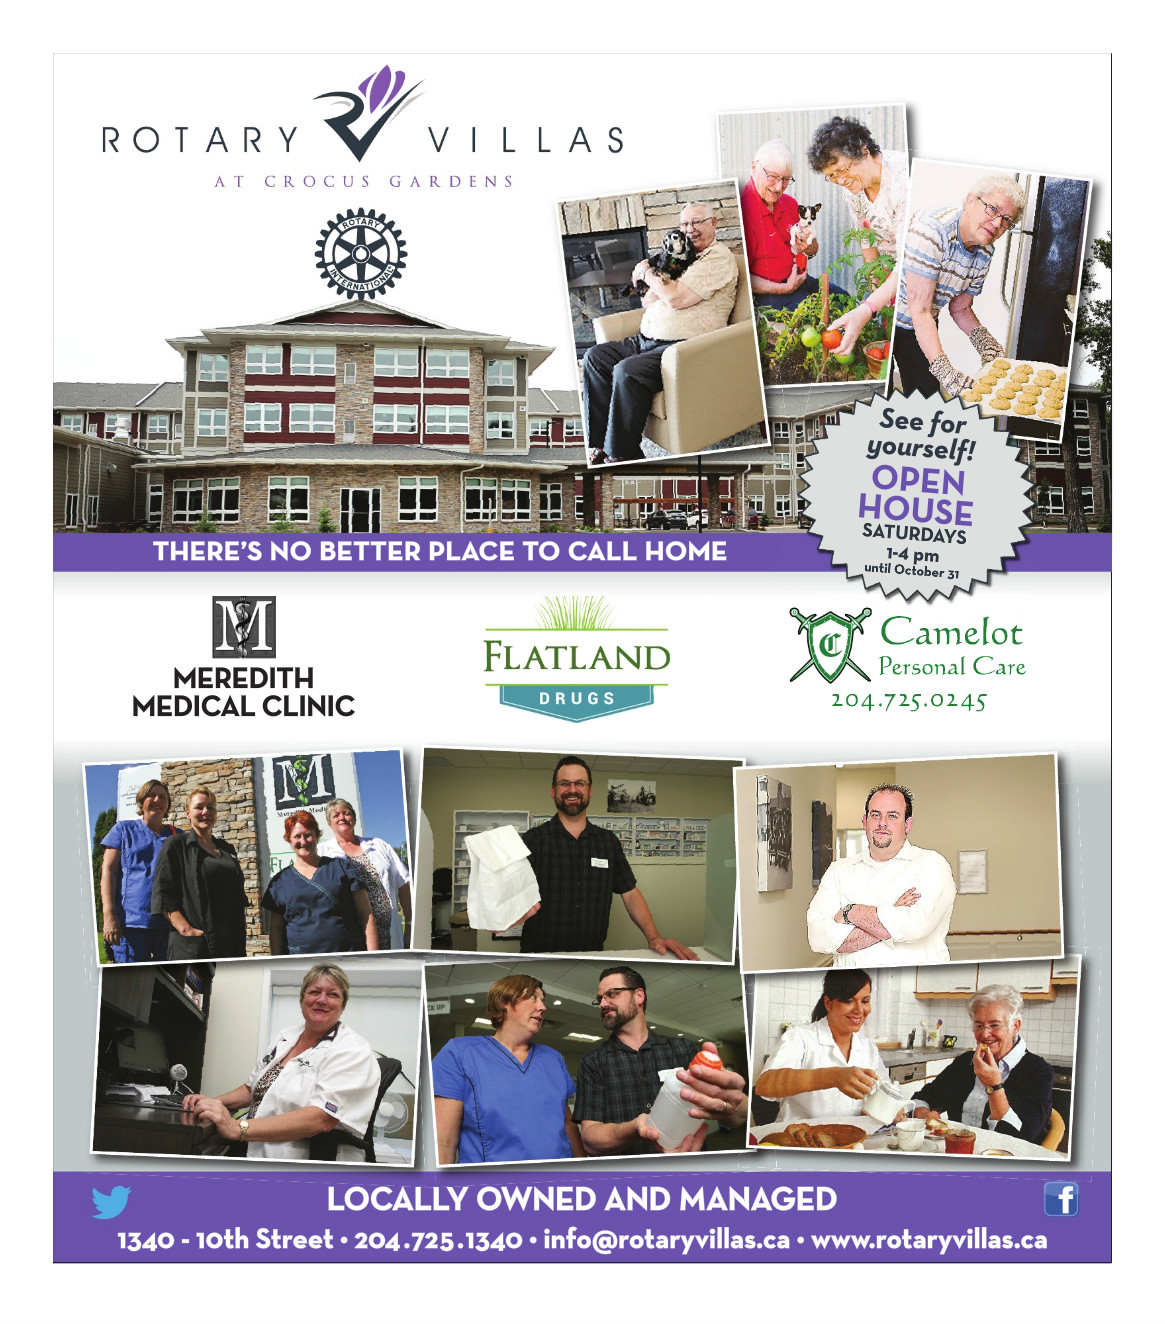 ROTARY VILLAS
AT CROCUS GARDENS
ROTARY
INTERNATIONAL
See for
yourself!
OPEN
HOUSE
SATURDAYS
1-4 pm
until October 31
THERE'S NO BETTER PLACE TO CALL HOME
M
MEREDITH
MEDICAL CLINIC
FLATLAND
DRUGS
C
Camelot
Personal Care
204.725.0245
M
LOCALLY OWNED AND MANAGED
f
1340 - 10th Street • 204.725.1340 • info@rotaryvillas.ca • www.rotaryvillas.ca